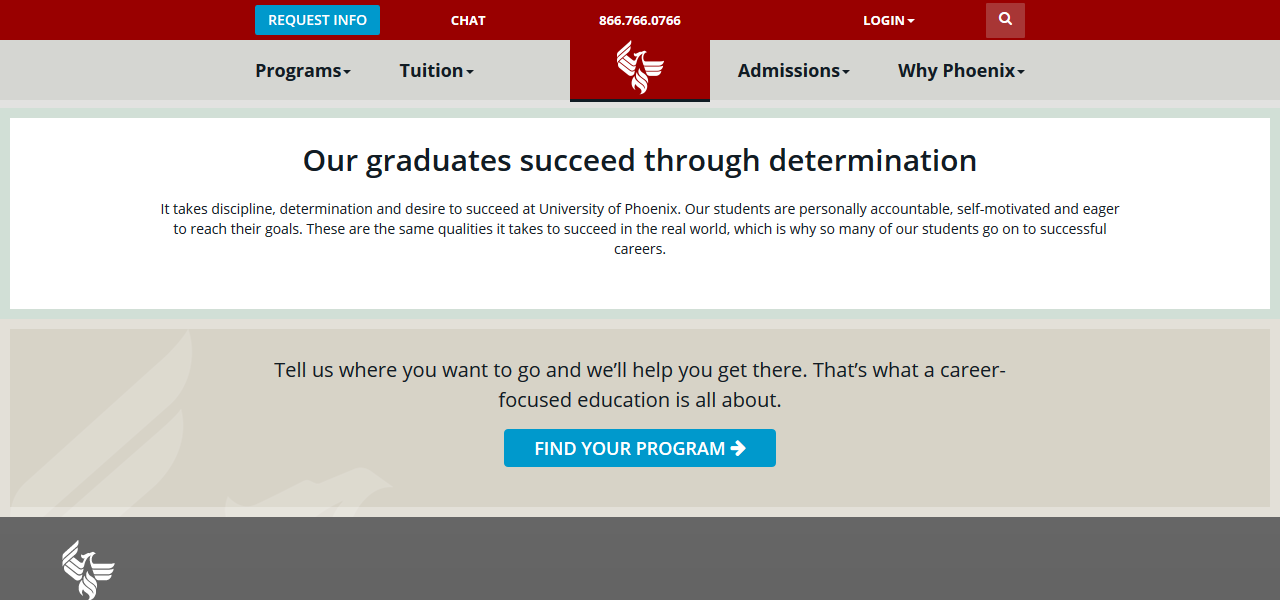 REQUEST INFO
CHAT
866.766.0766
LOGIN
Programs
Tuition
Admissions
Why Phoenix
Our graduates succeed through determination
It takes discipline, determination and desire to succeed at University of Phoenix. Our students are personally accountable, self-motivated and eager
to reach their goals. These are the same qualities it takes to succeed in the real world, which is why so many of our students go on to successful
careers.
Tell us where you want to go and we’ll help you get there. That’s what a career-
focused education is all about.
FIND YOUR PROGRAM